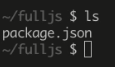 ~/fulljs $ ls
package.json
~/fulljs $